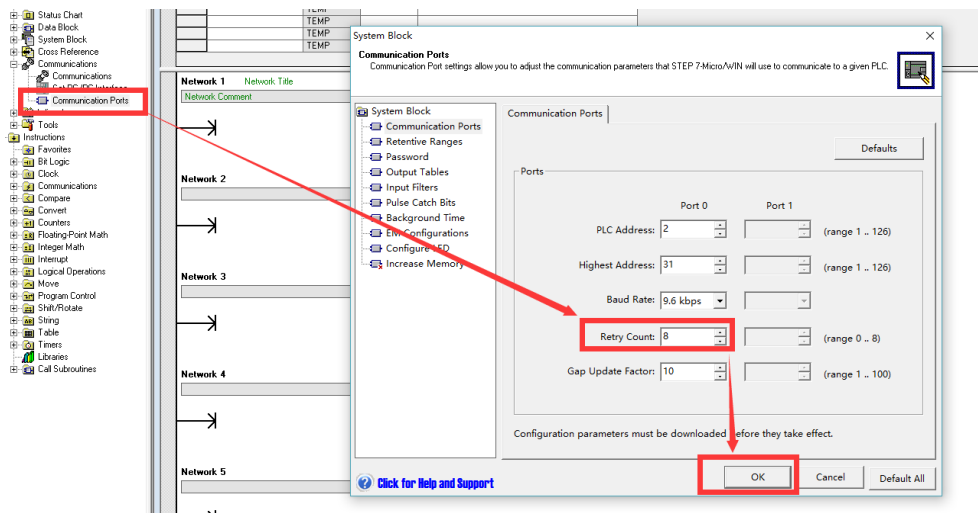 Status Chart
Data Block
System Block
Cross Reference
Communications
Communications
Communication Ports
Tools
Instructions
Favorites
Bit Logic
Clock
Communications
Compare
Convert
Counters
Floating-Point Math
Integer Math
Interrupt
Logical Operations
Move
Program Control
Shift/Rotate
String
Table
Timers
Libraries
Call Subroutines
TEMP
TEMP
TEMP
TEMP
Network 1 Network Title
Network Comment
Network 2
Network 3
Network 4
Network 5
System Block
Communication Ports
Communication Port settings allow you to adjust the communication parameters that STEP 7-Micro/WIN will use to communicate to a given PLC.
System Block
Communication Ports
Retentive Ranges
Password
Output Tables
Input Filters
Pulse Catch Bits
Background Time
EM Configurations
Configure LED
Increase Memory
Communication Ports
Defaults
Ports
Port 0 Port 1
PLC Address: 2 (range 1 .. 126)
Highest Address: 31 (range 1 .. 126)
Baud Rate: 9.6 kbps
Retry Count: 8 (range 0 .. 8)
Gap Update Factor: 10 (range 1 .. 100)
Configuration parameters must be downloaded before they take effect.
Click for Help and Support
OK Cancel Default All